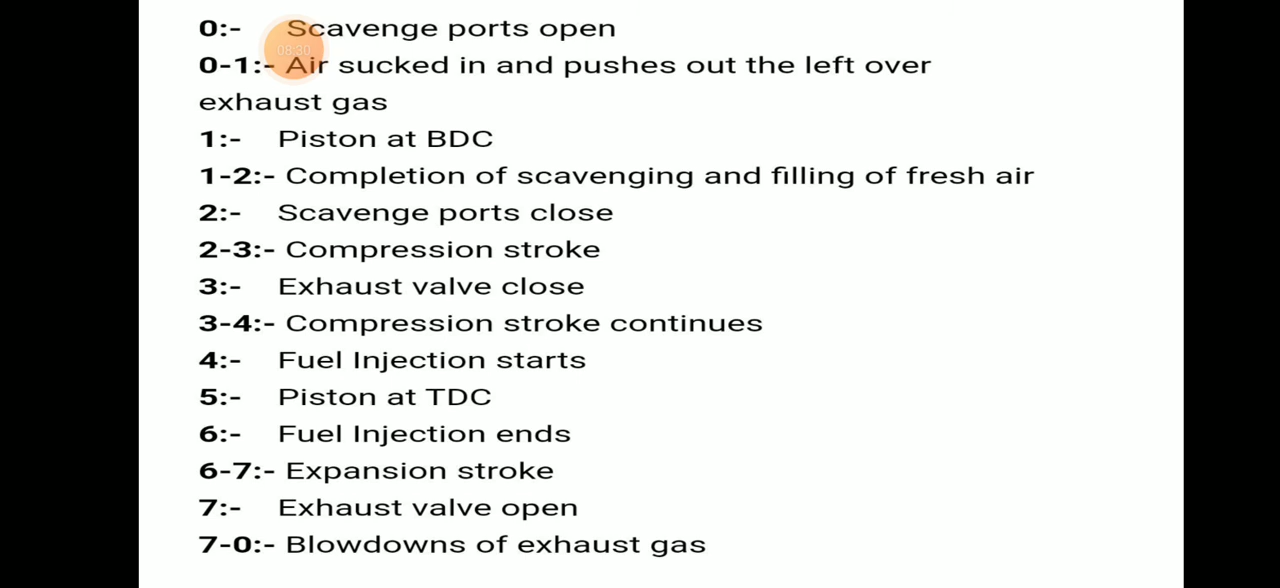 0:- Scavenge ports open
08:30
0-1:- Air sucked in and pushes out the left over
exhaust gas
1:- Piston at BDC
1-2:- Completion of scavenging and filling of fresh air
2:- Scavenge ports close
2-3:- Compression stroke
3:- Exhaust valve close
3-4:- Compression stroke continues
4:- Fuel Injection starts
5:- Piston at TDC
6:- Fuel Injection ends
6-7:- Expansion stroke
7:- Exhaust valve open
7-0:- Blowdowns of exhaust gas